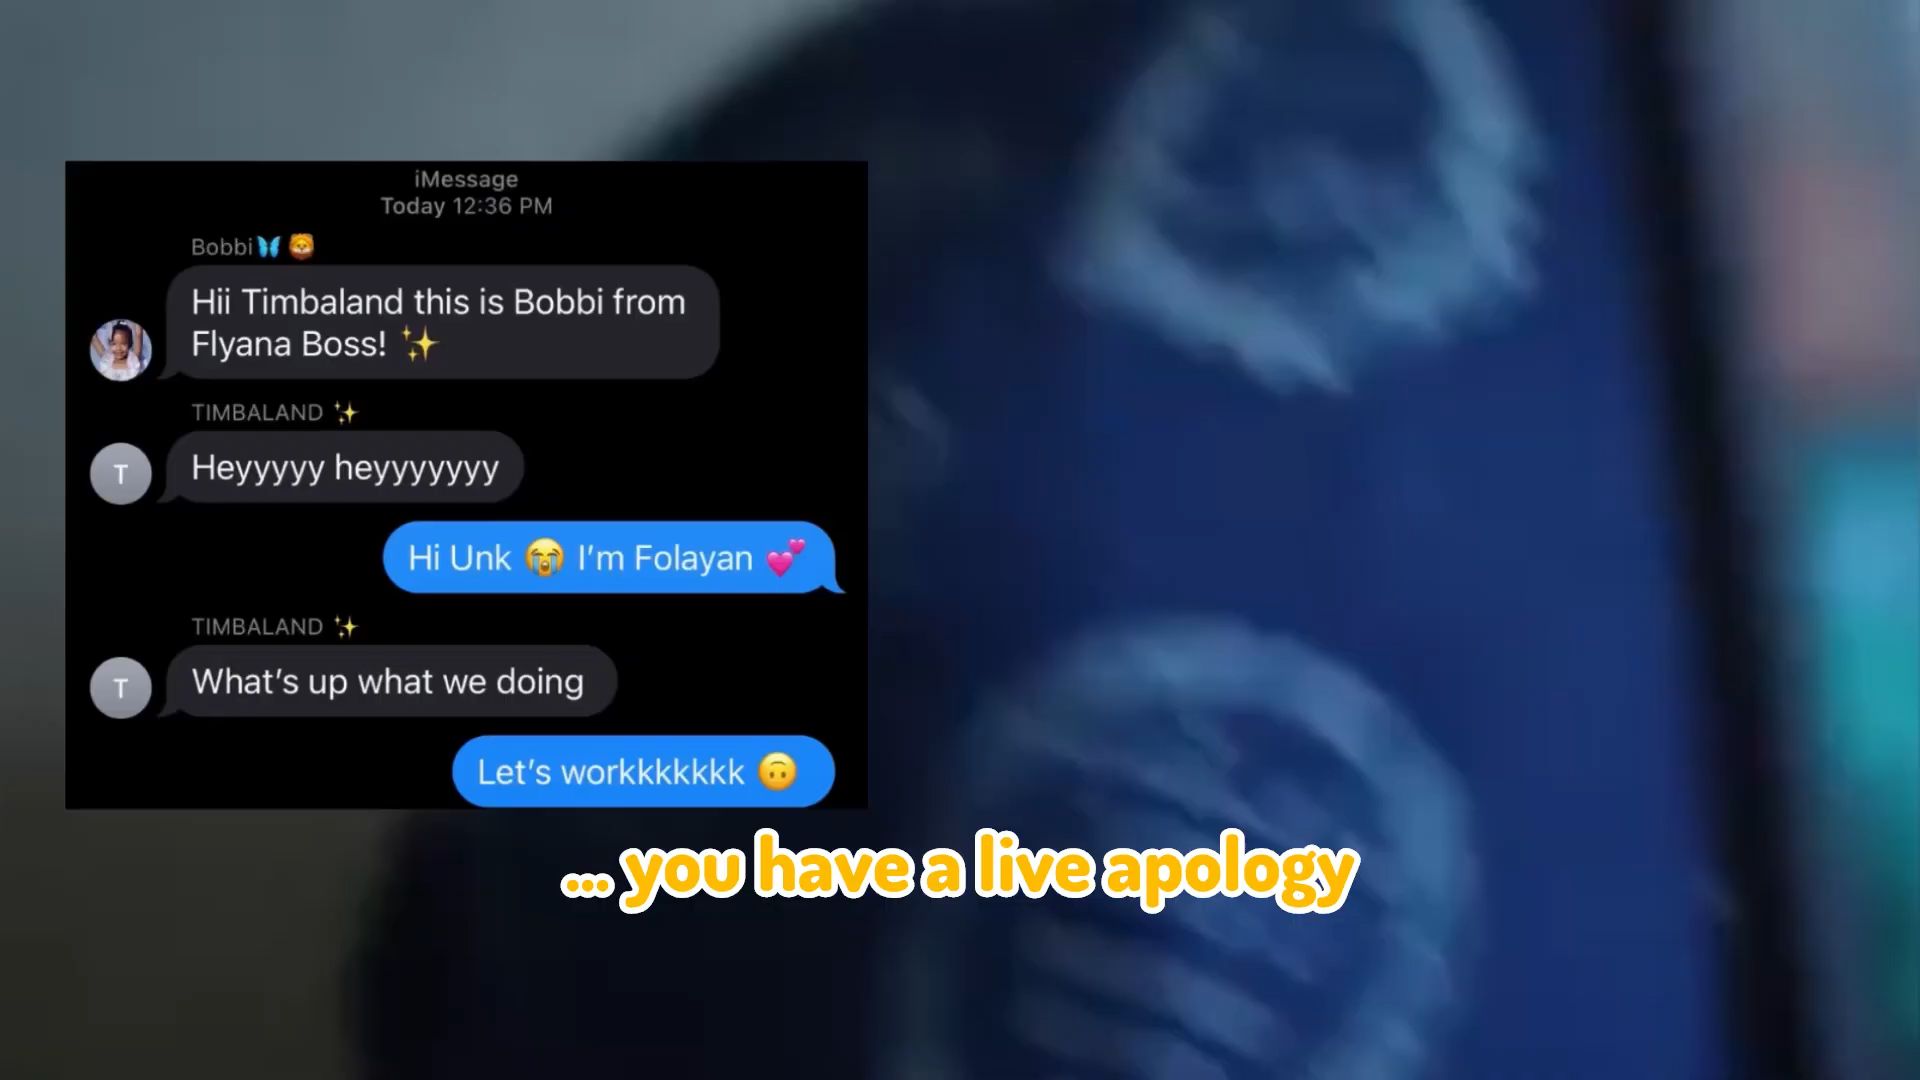 iMessage
Today 12:36 PM
Bobbi🦋 🦁
Hii Timbaland this is Bobbi from
Flyana Boss! ✨
TIMBALAND ✨
T
Heyyyyy heyyyyyyy
Hi Unk 😭 I'm Folayan 💕
TIMBALAND ✨
T
What's up what we doing
Let's workkkkkkk 🙃
... you have a live apology